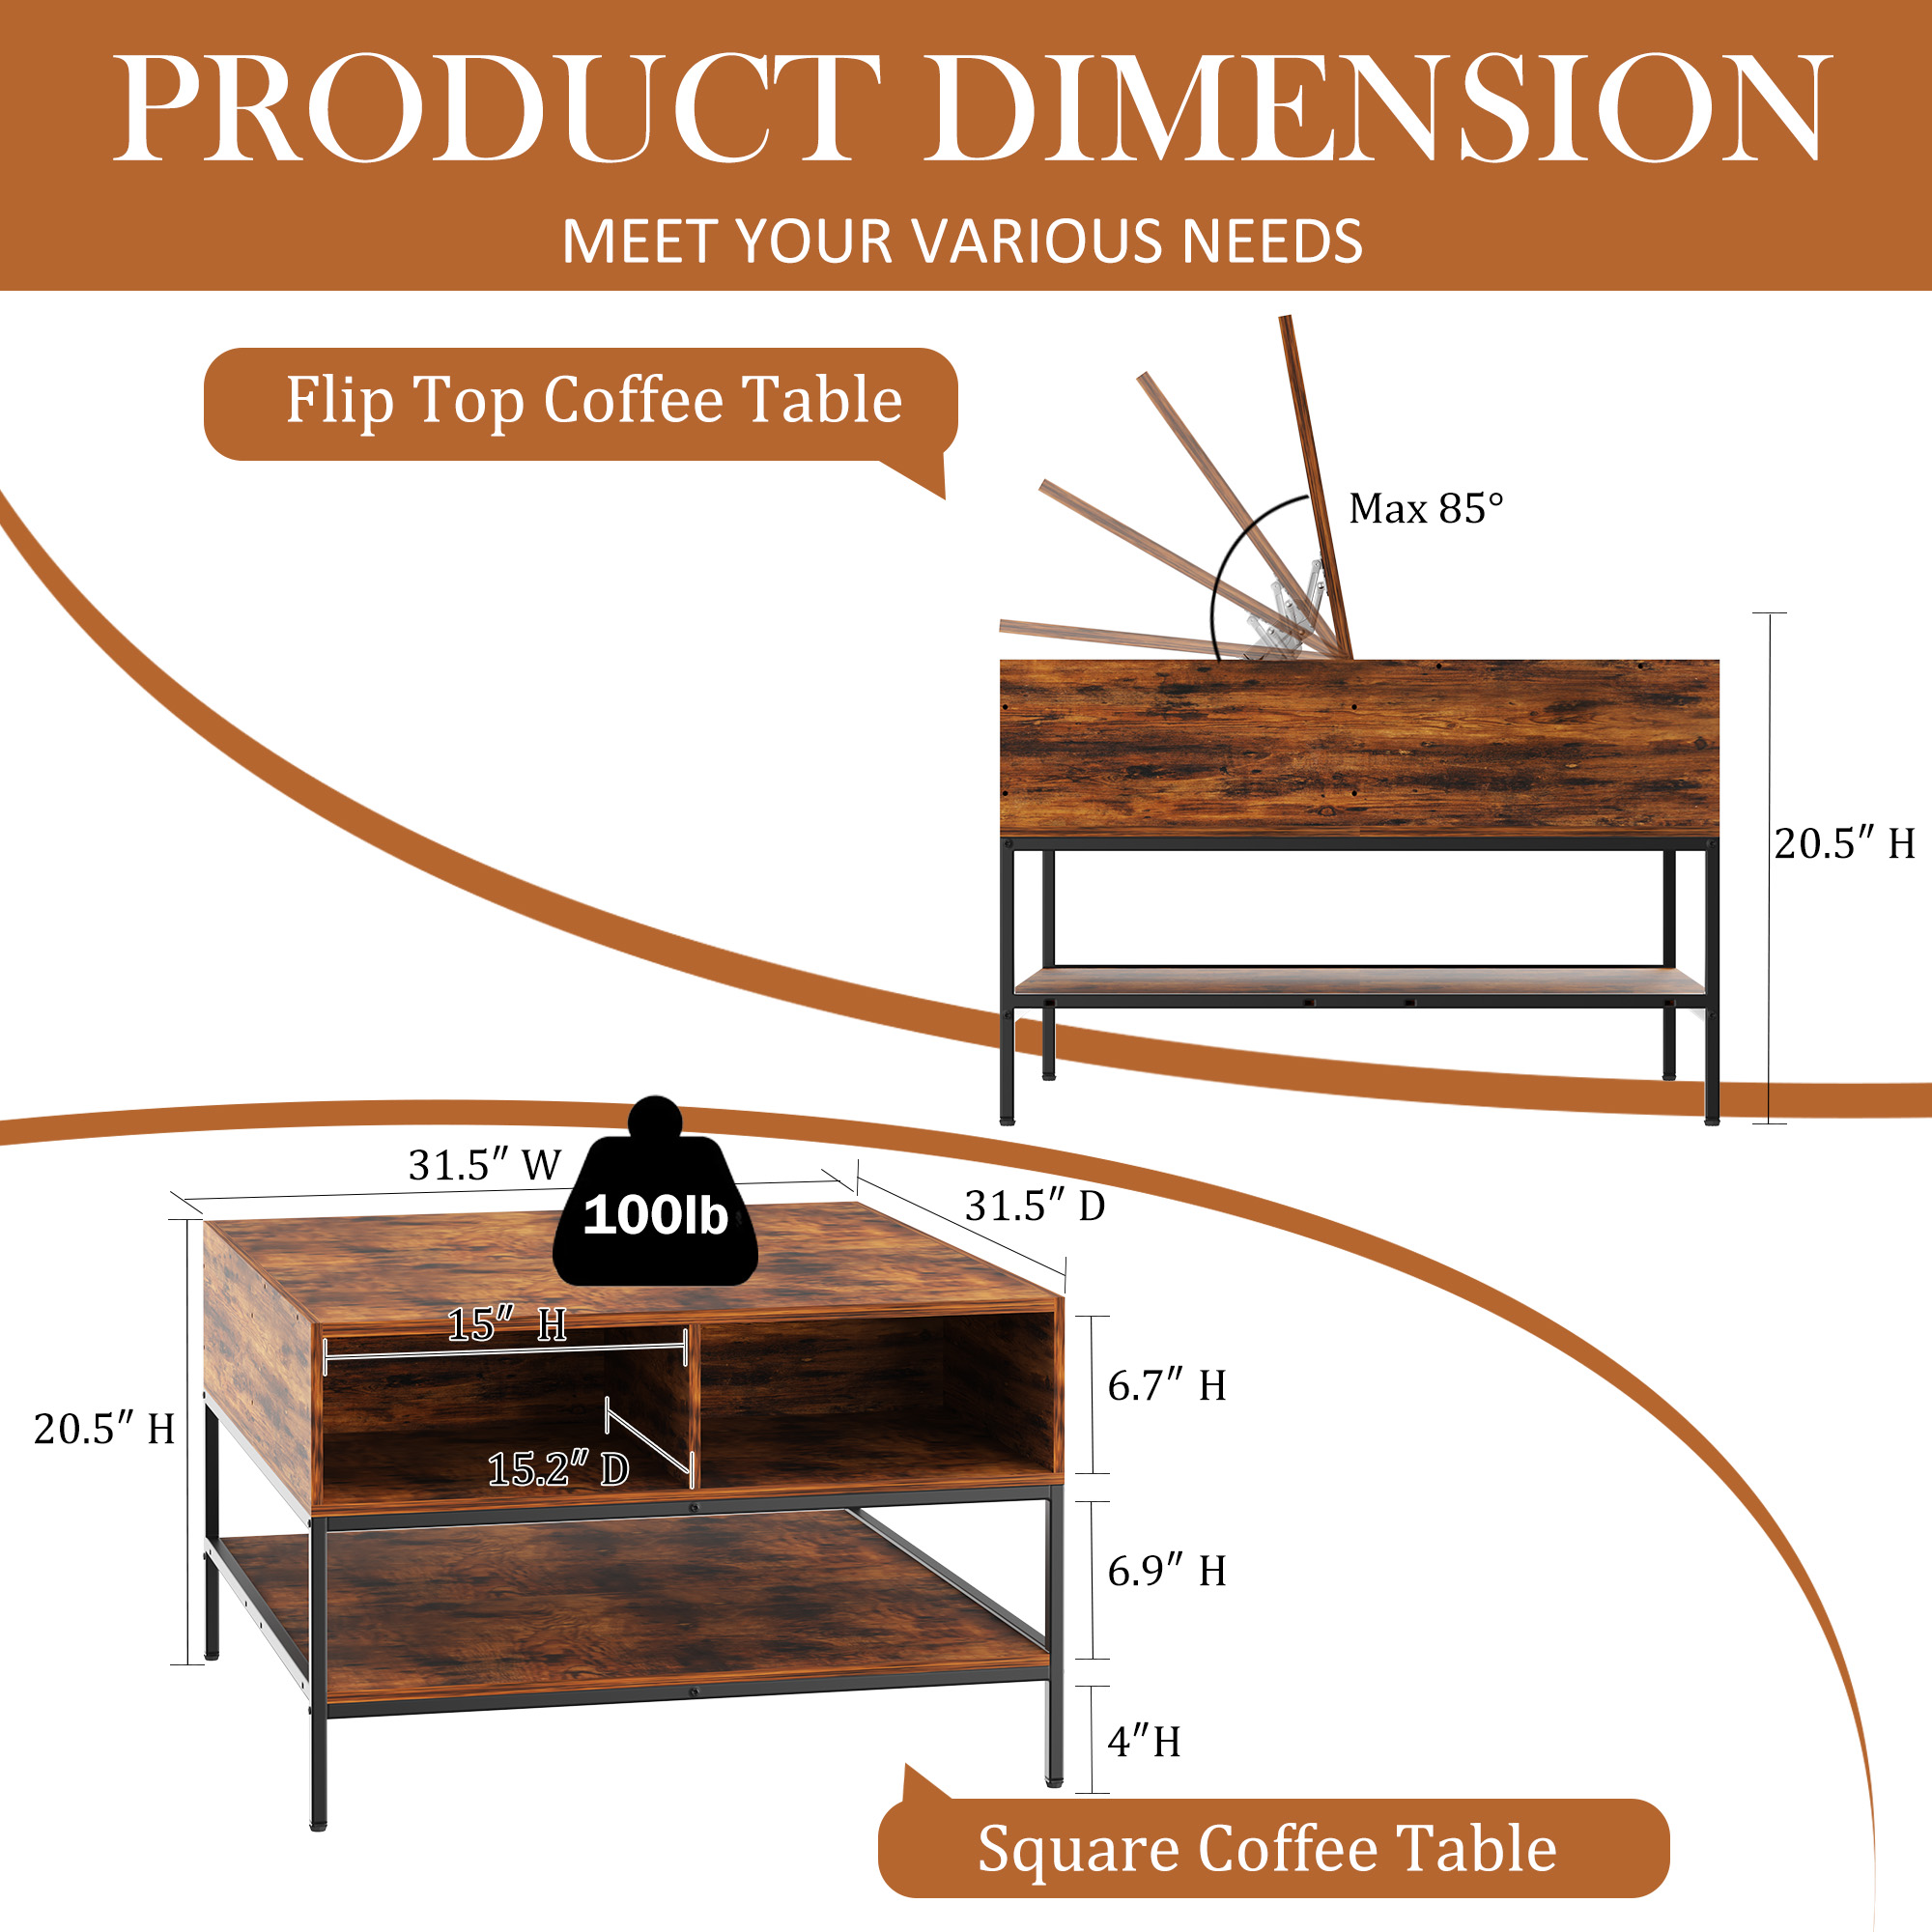 PRODUCT DIMENSION
MEET YOUR VARIOUS NEEDS
Flip Top Coffee Table
Max 85°
20.5″ H
31.5″ W
100lb
31.5″ D
15″ H
6.7″ H
20.5″ H
15.2″ D
6.9″ H
4″H
Square Coffee Table